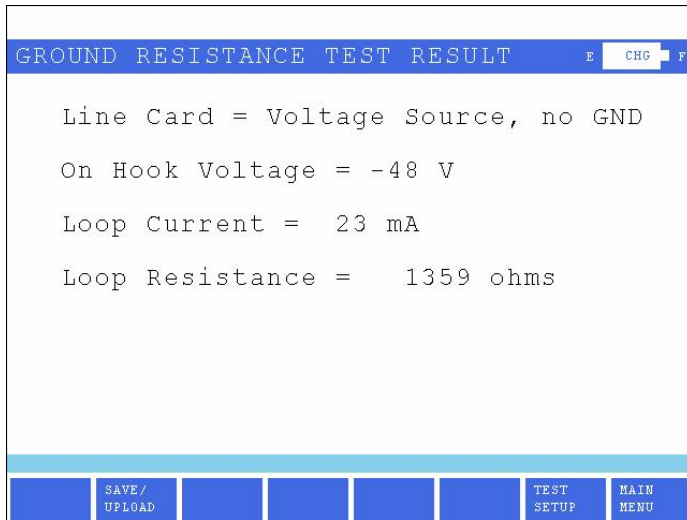 GROUND RESISTANCE TEST RESULT E CHG F
Line Card = Voltage Source, no GND
On Hook Voltage = -48 V
Loop Current = 23 mA
Loop Resistance = 1359 ohms
SAVE/ TEST MAIN
UPLOAD SETUP MENU